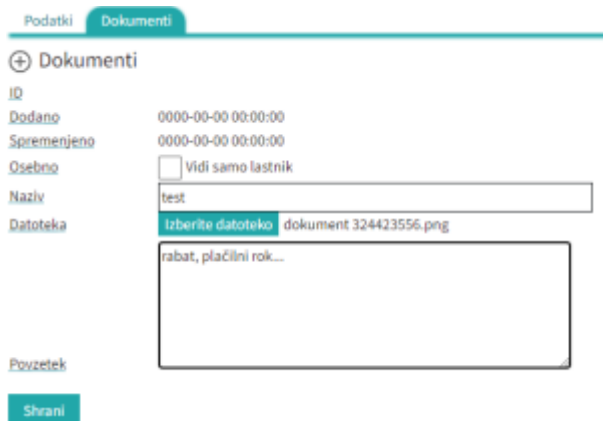 Podatki Dokumenti
Dokumenti
ID
Dodano 0000-00-00 00:00:00
Spremenjeno 0000-00-00 00:00:00
Osebno Vidi samo lastnik
Naziv test
Datoteka Izberite datoteko dokument 324423556.png
rabat, plačilni rok....
Povzetek
Shrani